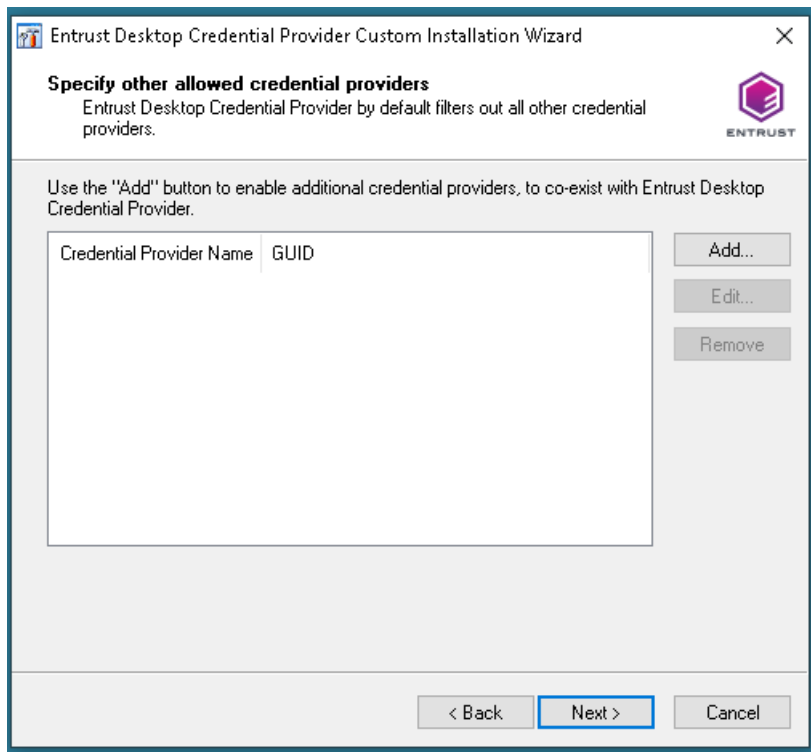 Entrust Desktop Credential Provider Custom Installation Wizard
Specify other allowed credential providers
Entrust Desktop Credential Provider by default filters out all other credential
providers.
ENTRUST
Use the "Add" button to enable additional credential providers, to co-exist with Entrust Desktop
Credential Provider.
Credential Provider Name GUID
Add...
Edit...
Remove
< Back Next > Cancel